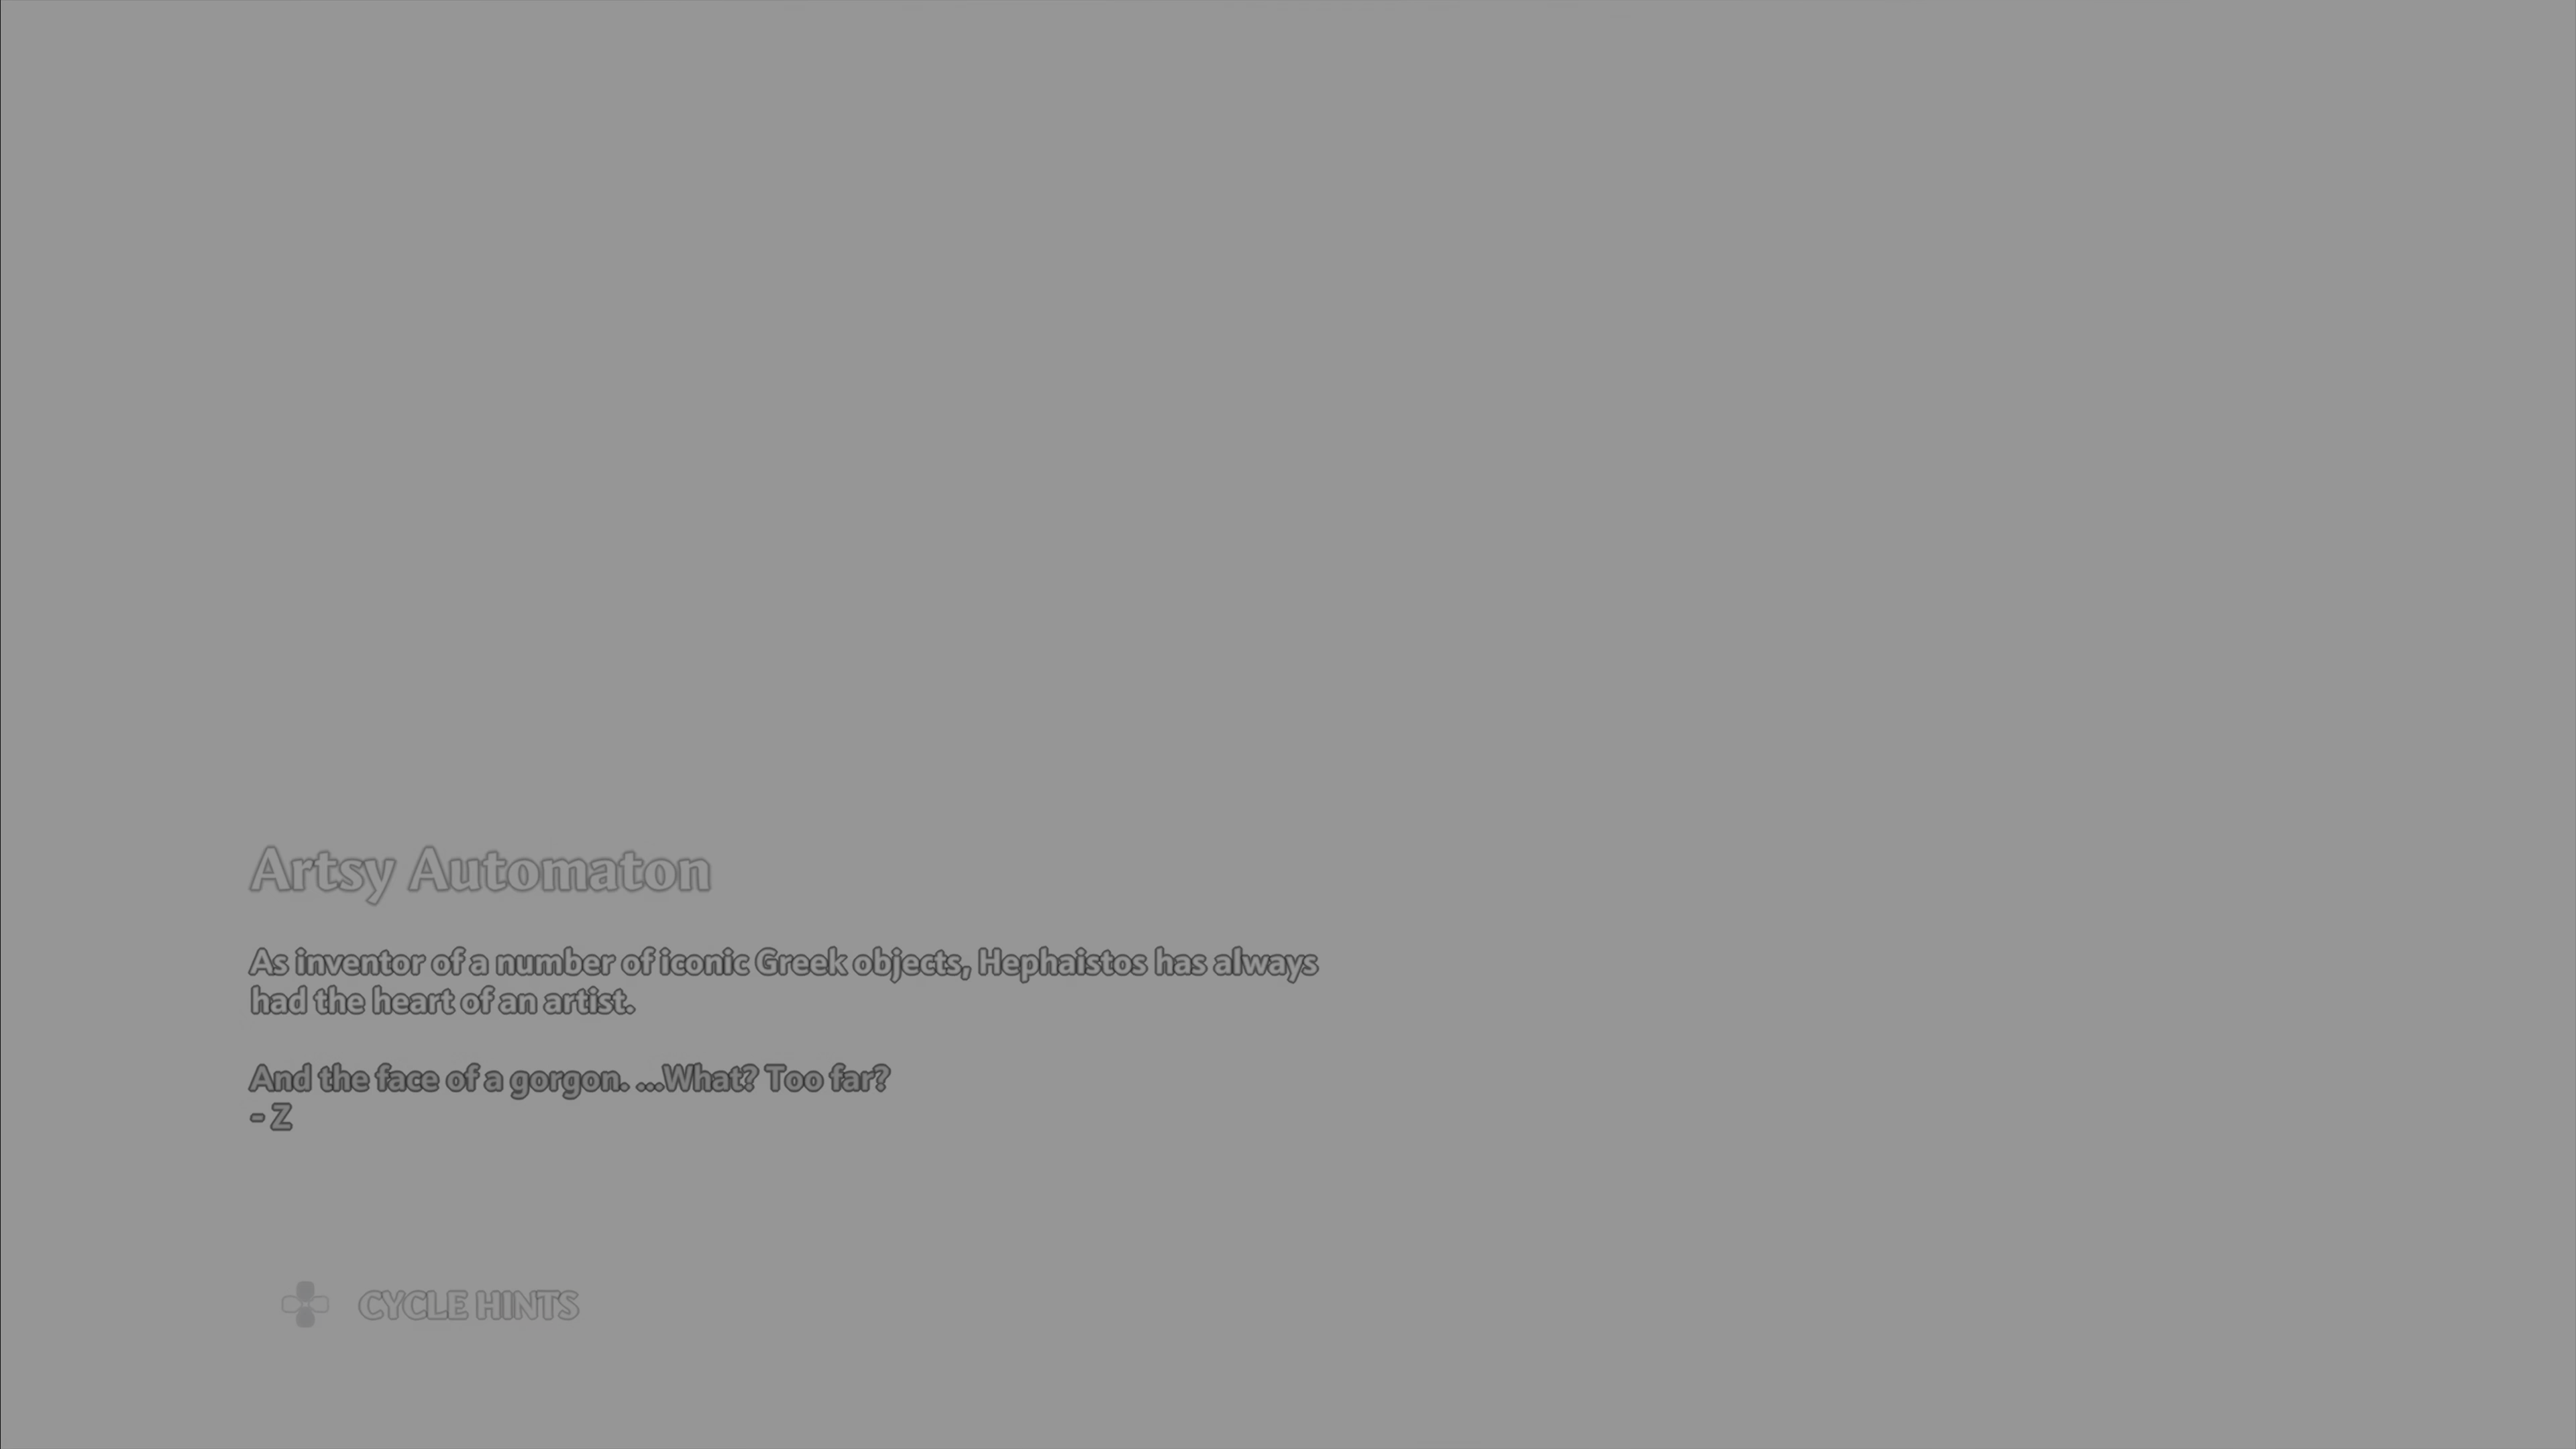 Artsy Automaton
As inventor of a number of iconic Greek objects, Hephaistos has always
had the heart of an artist.
And the face of a gorgon. ...What? Too far?
- Z
CYCLE HINTS